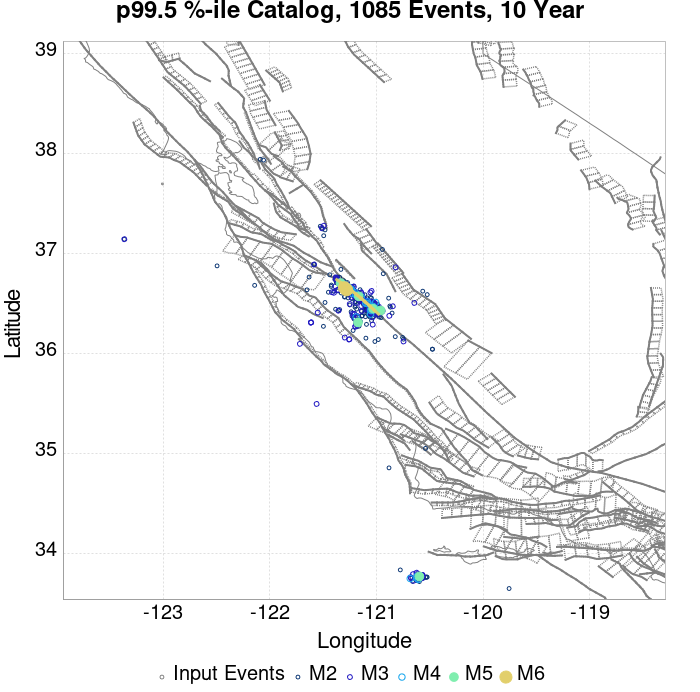 p99.5 %-ile Catalog, 1085 Events, 10 Year
39
38
37
36
35
34
Latitude
-123 -122 -121 -120 -119
Longitude
Input Events M2 M3 M4 M5 M6